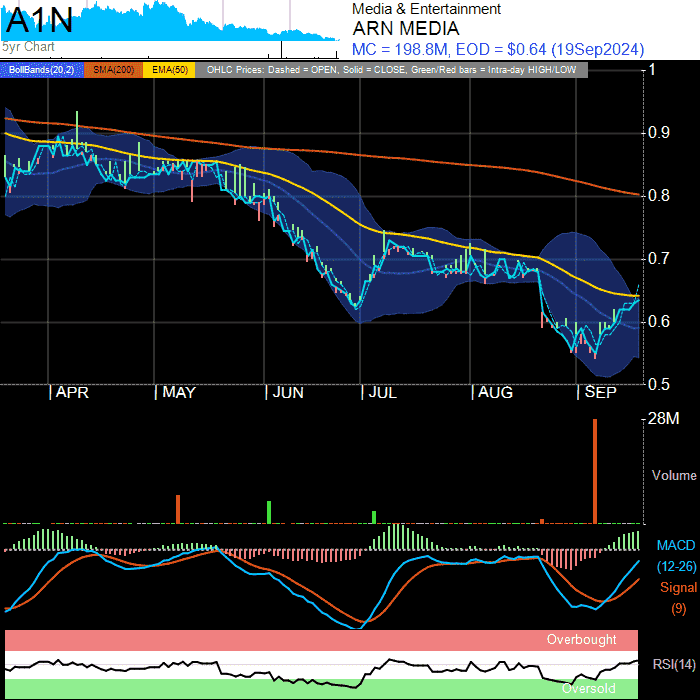 A1N
5yr Chart
Media & Entertainment
ARN MEDIA
MC = 198.8M, EOD = $0.64 (19Sep2024)
BollBands(20,2) SMA(200) EMA(50) OHLC Prices: Dashed = OPEN, Solid = CLOSE, Green/Red bars = Intra-day HIGH/LOW
1
0.9
0.8
0.7
0.6
0.5
APR MAY JUN JUL AUG SEP
28M
Volume
MACD
(12-26)
Signal
(9)
Overbought
RSI(14)
Oversold